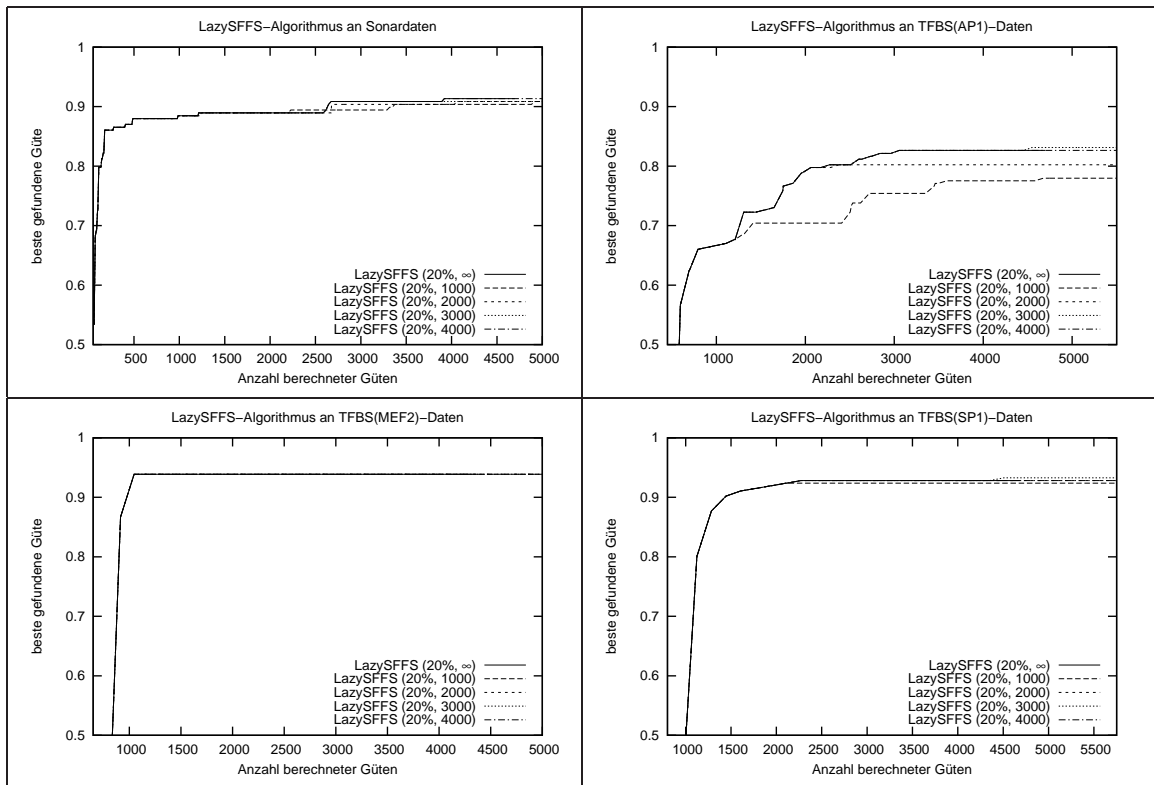 LazySFFS−Algorithmus an Sonardaten
1
0.9
0.8
0.7
0.6
0.5
beste gefundene Güte
LazySFFS (20%, ∞)
LazySFFS (20%, 1000)
LazySFFS (20%, 2000)
LazySFFS (20%, 3000)
LazySFFS (20%, 4000)
500 1000 1500 2000 2500 3000 3500 4000 4500 5000
Anzahl berechneter Güten
LazySFFS−Algorithmus an TFBS(AP1)−Daten
1
0.9
0.8
0.7
0.6
0.5
beste gefundene Güte
LazySFFS (20%, ∞)
LazySFFS (20%, 1000)
LazySFFS (20%, 2000)
LazySFFS (20%, 3000)
LazySFFS (20%, 4000)
1000 2000 3000 4000 5000
Anzahl berechneter Güten
LazySFFS−Algorithmus an TFBS(MEF2)−Daten
1
0.9
0.8
0.7
0.6
0.5
beste gefundene Güte
LazySFFS (20%, ∞)
LazySFFS (20%, 1000)
LazySFFS (20%, 2000)
LazySFFS (20%, 3000)
LazySFFS (20%, 4000)
1000 1500 2000 2500 3000 3500 4000 4500 5000
Anzahl berechneter Güten
LazySFFS−Algorithmus an TFBS(SP1)−Daten
1
0.9
0.8
0.7
0.6
0.5
beste gefundene Güte
LazySFFS (20%, ∞)
LazySFFS (20%, 1000)
LazySFFS (20%, 2000)
LazySFFS (20%, 3000)
LazySFFS (20%, 4000)
1000 1500 2000 2500 3000 3500 4000 4500 5000 5500
Anzahl berechneter Güten